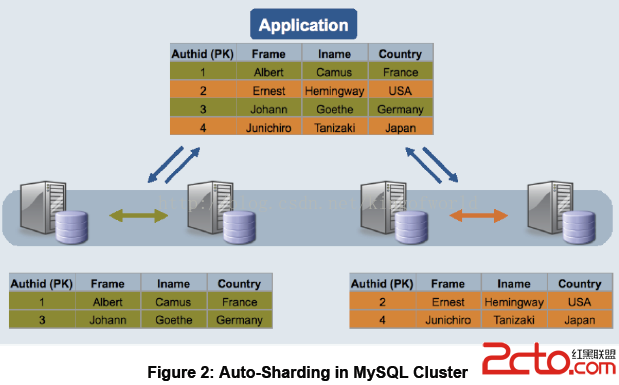 Application
Authid (PK) Frame Iname Country
1 Albert Camus France
2 Ernest Hemingway USA
3 Johann Goethe Germany
4 Junichiro Tanizaki Japan
Authid (PK) Frame Iname Country
1 Albert Camus France
3 Johann Goethe Germany
Authid (PK) Frame Iname Country
2 Ernest Hemingway USA
4 Junichiro Tanizaki Japan
Figure 2: Auto-Sharding in MySQL Cluster
2cto.com
红黑联盟